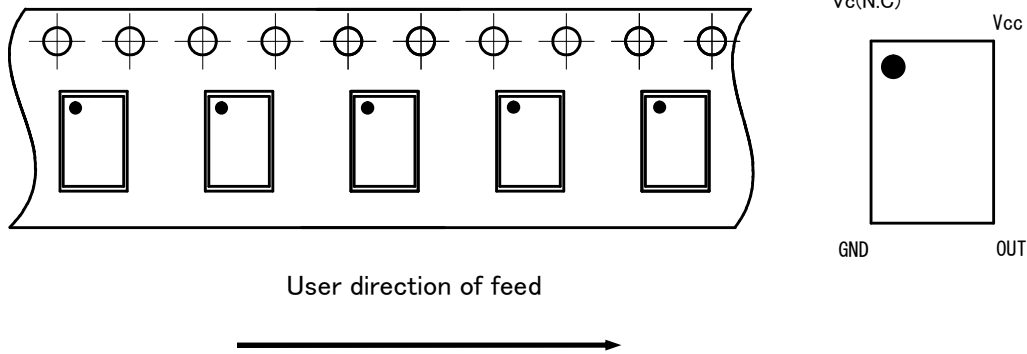 Vc(N.C)
Vcc
GND
OUT
User direction of feed